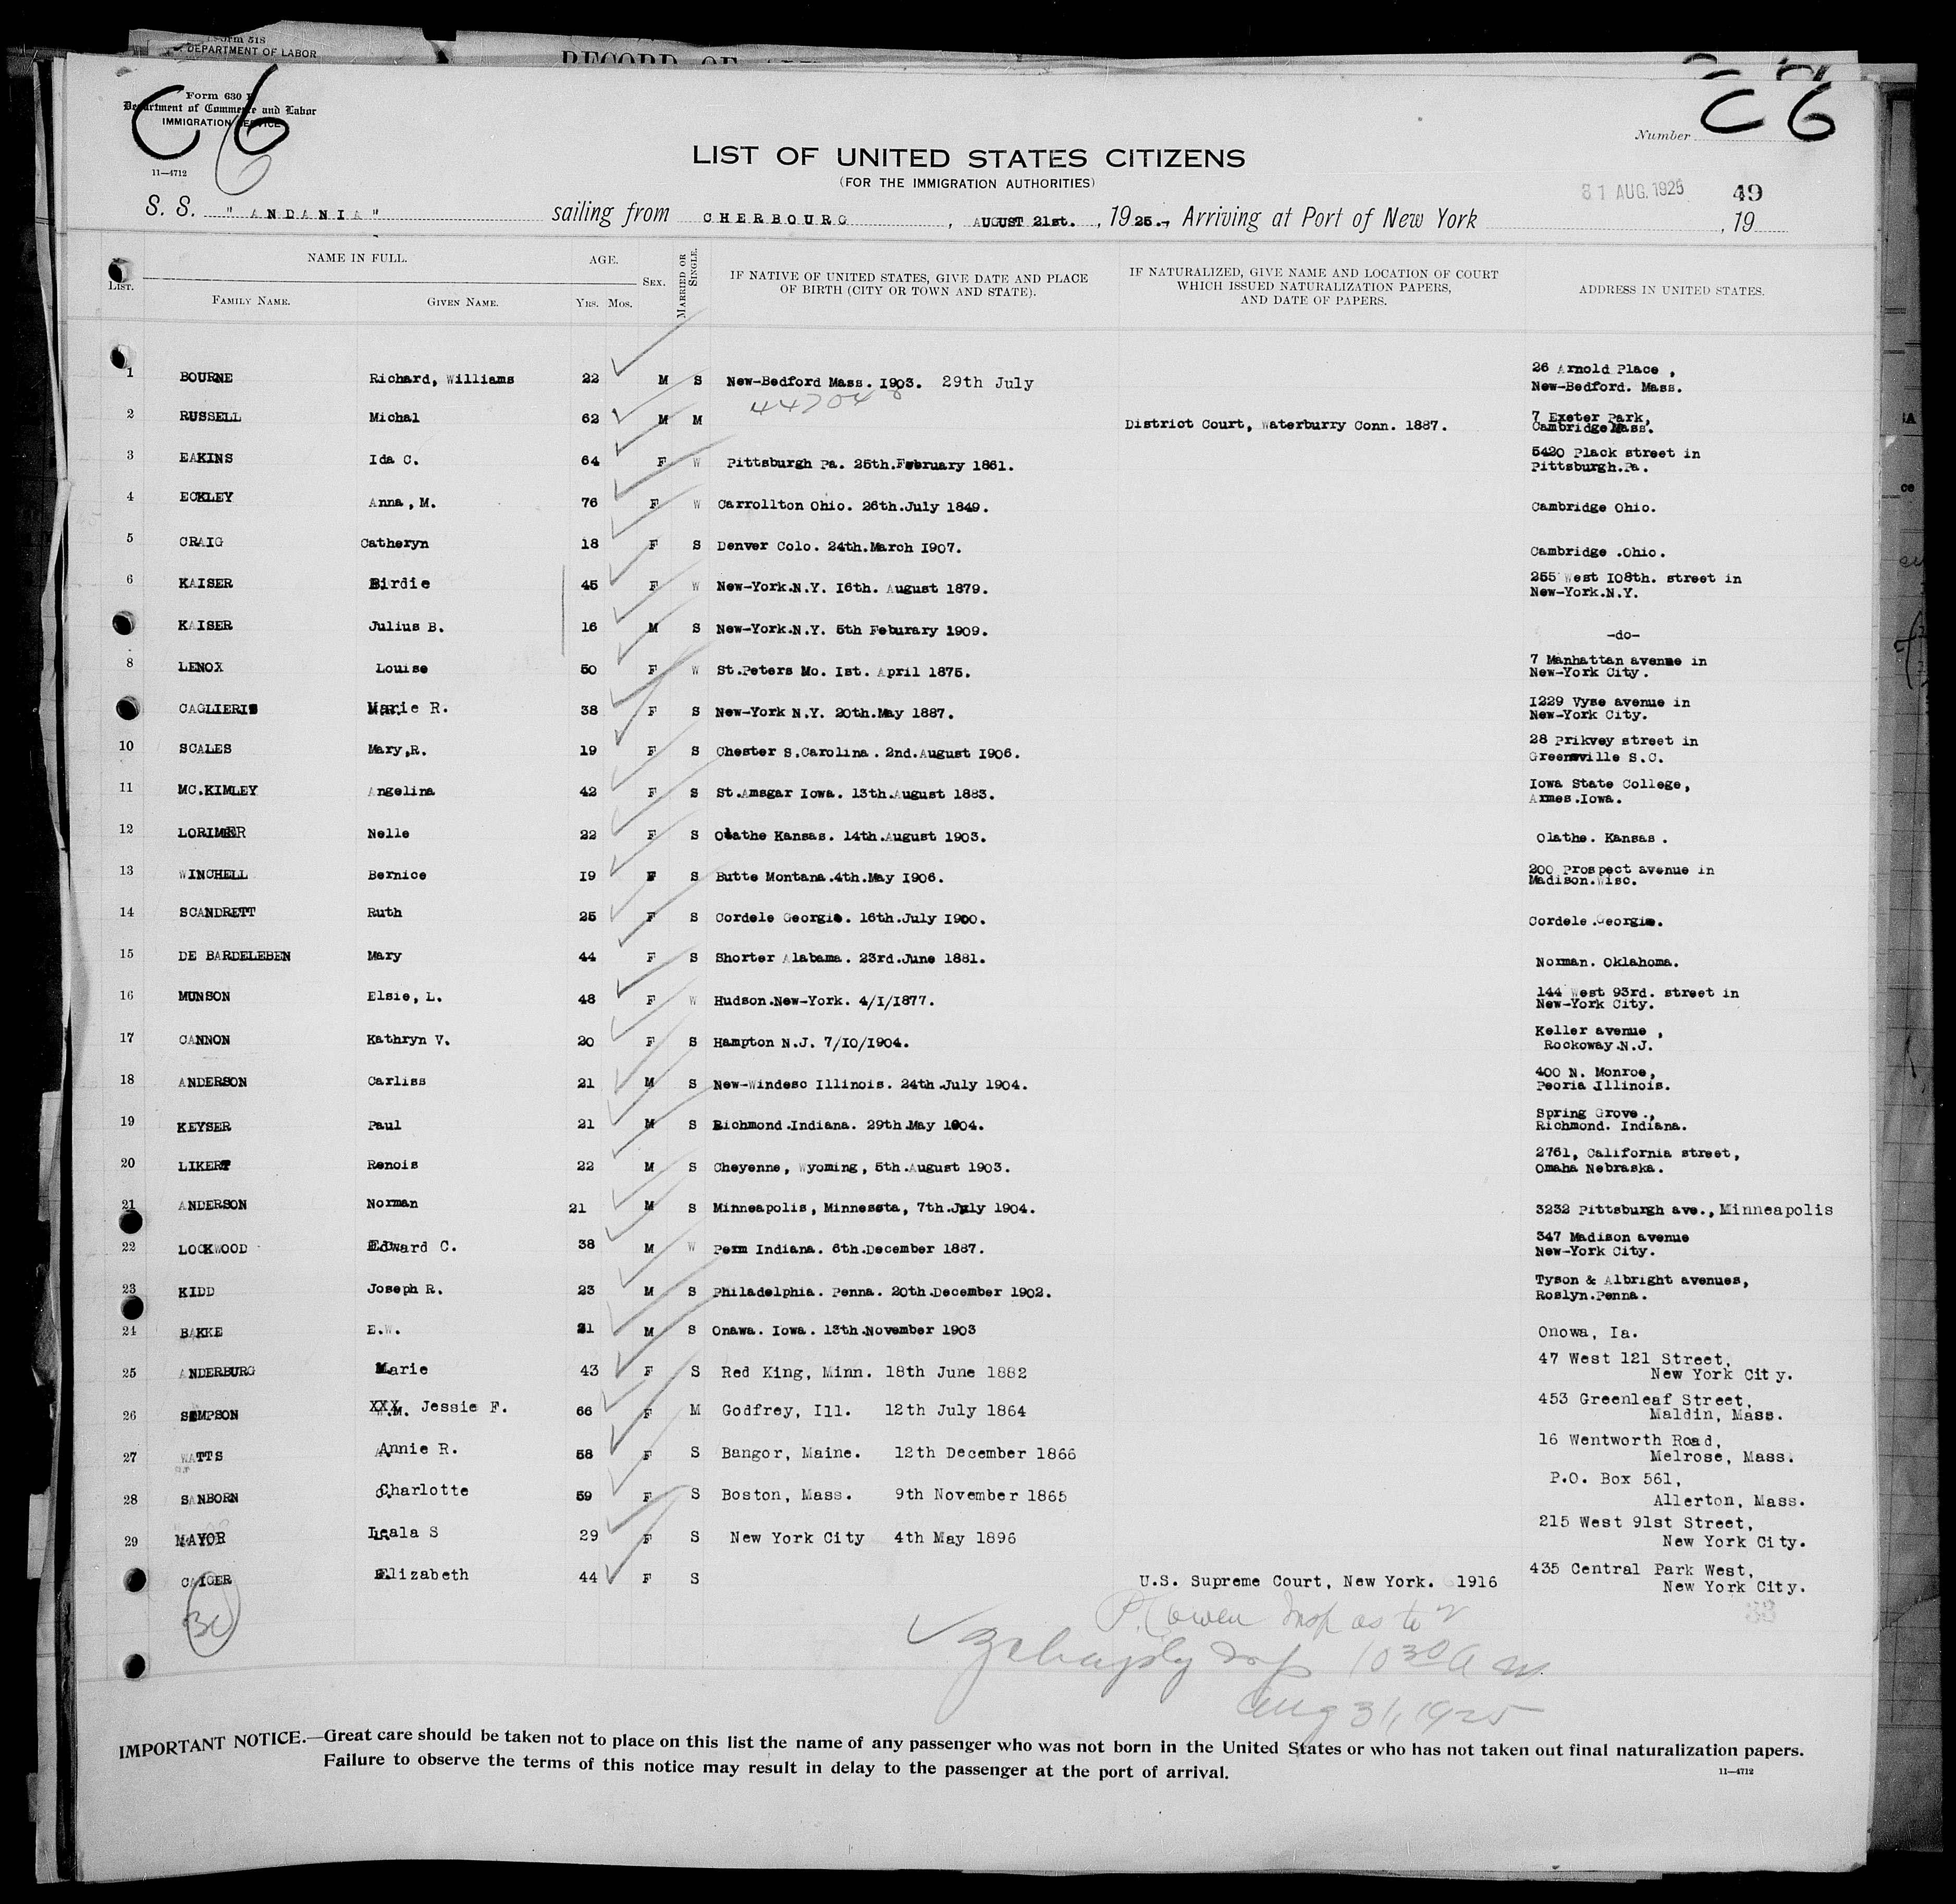 Form 518
DEPARTMENT OF LABOR
C6
Form 630
Department of Commerce and Labor
IMMIGRATION SERVICE
11—4712
C6
Number
LIST OF UNITED STATES CITIZENS
(FOR THE IMMIGRATION AUTHORITIES)
31 AUG. 1925 49
S. S. "ANDANIA" sailing from CHERBOURG, AUGUST 21st., 1925.-, Arriving at Port of New York , 19
LIST. NAME IN FULL. FAMILY NAME. GIVEN NAME. AGE. YRS. MOS. SEX. MARRIED OR SINGLE. IF NATIVE OF UNITED STATES, GIVE DATE AND PLACE OF BIRTH (CITY OR TOWN AND STATE). IF NATURALIZED, GIVE NAME AND LOCATION OF COURT WHICH ISSUED NATURALIZATION PAPERS, AND DATE OF PAPERS. ADDRESS IN UNITED STATES.
1 BOURNE Richard, Williams 22 M S New-Bedford Mass. I903. 29th July 26 Arnold Place , New-Bedford. Mass.
2 RUSSELL Michal 62 M M District Court, Waterburry Conn. 1887. 7 Exeter Park, Cambridge Mass.
3 EAKINS Ida C. 64 F W Pittsburgh Pa. 25th.February 1861. 5420 Plack street in Pittsburgh.Pa.
4 ECKLEY Anna, M. 76 F W Carrollton Ohio. 26th.July 1849. Cambridge Ohio.
5 CRAIG Catheryn 18 F S Denver Colo. 24th.March 1907. Cambridge .Ohio.
6 KAISER Birdie 45 F W New-York.N.Y. I6th. August 1879. 255 West I08th. street in New-York.N.Y.
KAISER Julius B. 16 M S New-York.N.Y. 5th Feburary 1909. -do-
8 LENOX Louise 50 F W St.Peters Mo. Ist. April 1875. 7 Manhattan avenue in New-York City.
CAGLIERIS Marie R. 38 F S New-York N.Y. 20th.May 1887. I229 Vyse avenue in New-York City.
10 SCALES Mary,R. 19 F S Chester S.Carolina. 2nd.August I906. 28 Prikvey street in Greensville S.C.
11 MC.KIMLEY Angelina 42 F S St.Amsgar Iowa. 13th.August 1883. Iowa State College, Armes.Iowa.
12 LORIMER Nelle 22 F S Olathe Kansas. 14th.August 1903. Olathe. Kansas .
13 WINCHELL Bernice I9 F S Butte Montana.4th.May I906. 200 Prospect avenue in Madison.Wisc.
14 SCANDRETT Ruth 25 F S Cordele Georgia. 16th.July I900. Cordele .Georgia.
15 DE BARDELEBEN Mary 44 F S Shorter Alabama. 23rd.June 1881. Norman. Oklahoma.
16 MUNSON Elsie, L. 48 F W Hudson.New-York. 4/I/I877. 144 West 93rd. street in New-York City.
17 CANNON Kathryn V. 20 F S Hampton N.J. 7/IO/1904. Keller avenue , Rockoway.N.J.
18 ANDERSON Carliss 21 M S New-Windeso Illinois. 24th.July 1904. 400 N. Monroe, Peoria Illinois.
19 KEYSER Paul 21 M S Richmond.Indiana. 29th.May 1904. Spring Grove ., Richmond. Indiana.
20 LIKERT Renois 22 M S Cheyenne, Wyoming, 5th.August 1903. 2761, California street, Omaha Nebraska.
21 ANDERSON Norman 21 M S Minneapolis, Minnesota, 7th.July 1904. 3232 Pittsburgh ave., Minneapolis
22 LOCKWOOD Edward C. 38 M W Peru Indiana. 6th.December 1887. 347 Madison avenue New-York City.
23 KIDD Joseph R. 23 M S Philadelphia. Penna. 20th.December 1902. Tyson & Albright avenues, Roslyn.Penna.
24 BAKKE E.W. 21 M S Onawa. Iowa. 13th.November 1903 Onowa, Ia.
25 ANDERBURG Marie 43 F S Red King, Minn. 18th June 1882 47 West 121 Street, New York City.
26 SIMPSON XXX. Jessie F. 66 F M Godfrey, Ill. 12th July 1864 453 Greenleaf Street, Maldin, Mass.
27 WATTS Annie R. 58 F S Bangor, Maine. 12th December 1866 16 Wentworth Road, Melrose, Mass.
28 SANBORN Charlotte 59 F S Boston, Mass. 9th November 1865 P.O. Box 561, Allerton, Mass.
29 MAYOR Leala S 29 F S New York City 4th May 1896 215 West 91st Street, New York City.
CAIGER Elizabeth 44 F S U.S. Supreme Court, New York. 1916 435 Central Park West, New York City.
30
Insp as to 2
Insp 10 30 A M
Aug 31, 1925
IMPORTANT NOTICE.—Great care should be taken not to place on this list the name of any passenger who was not born in the United States or who has not taken out final naturalization papers.
Failure to observe the terms of this notice may result in delay to the passenger at the port of arrival.
11—4712